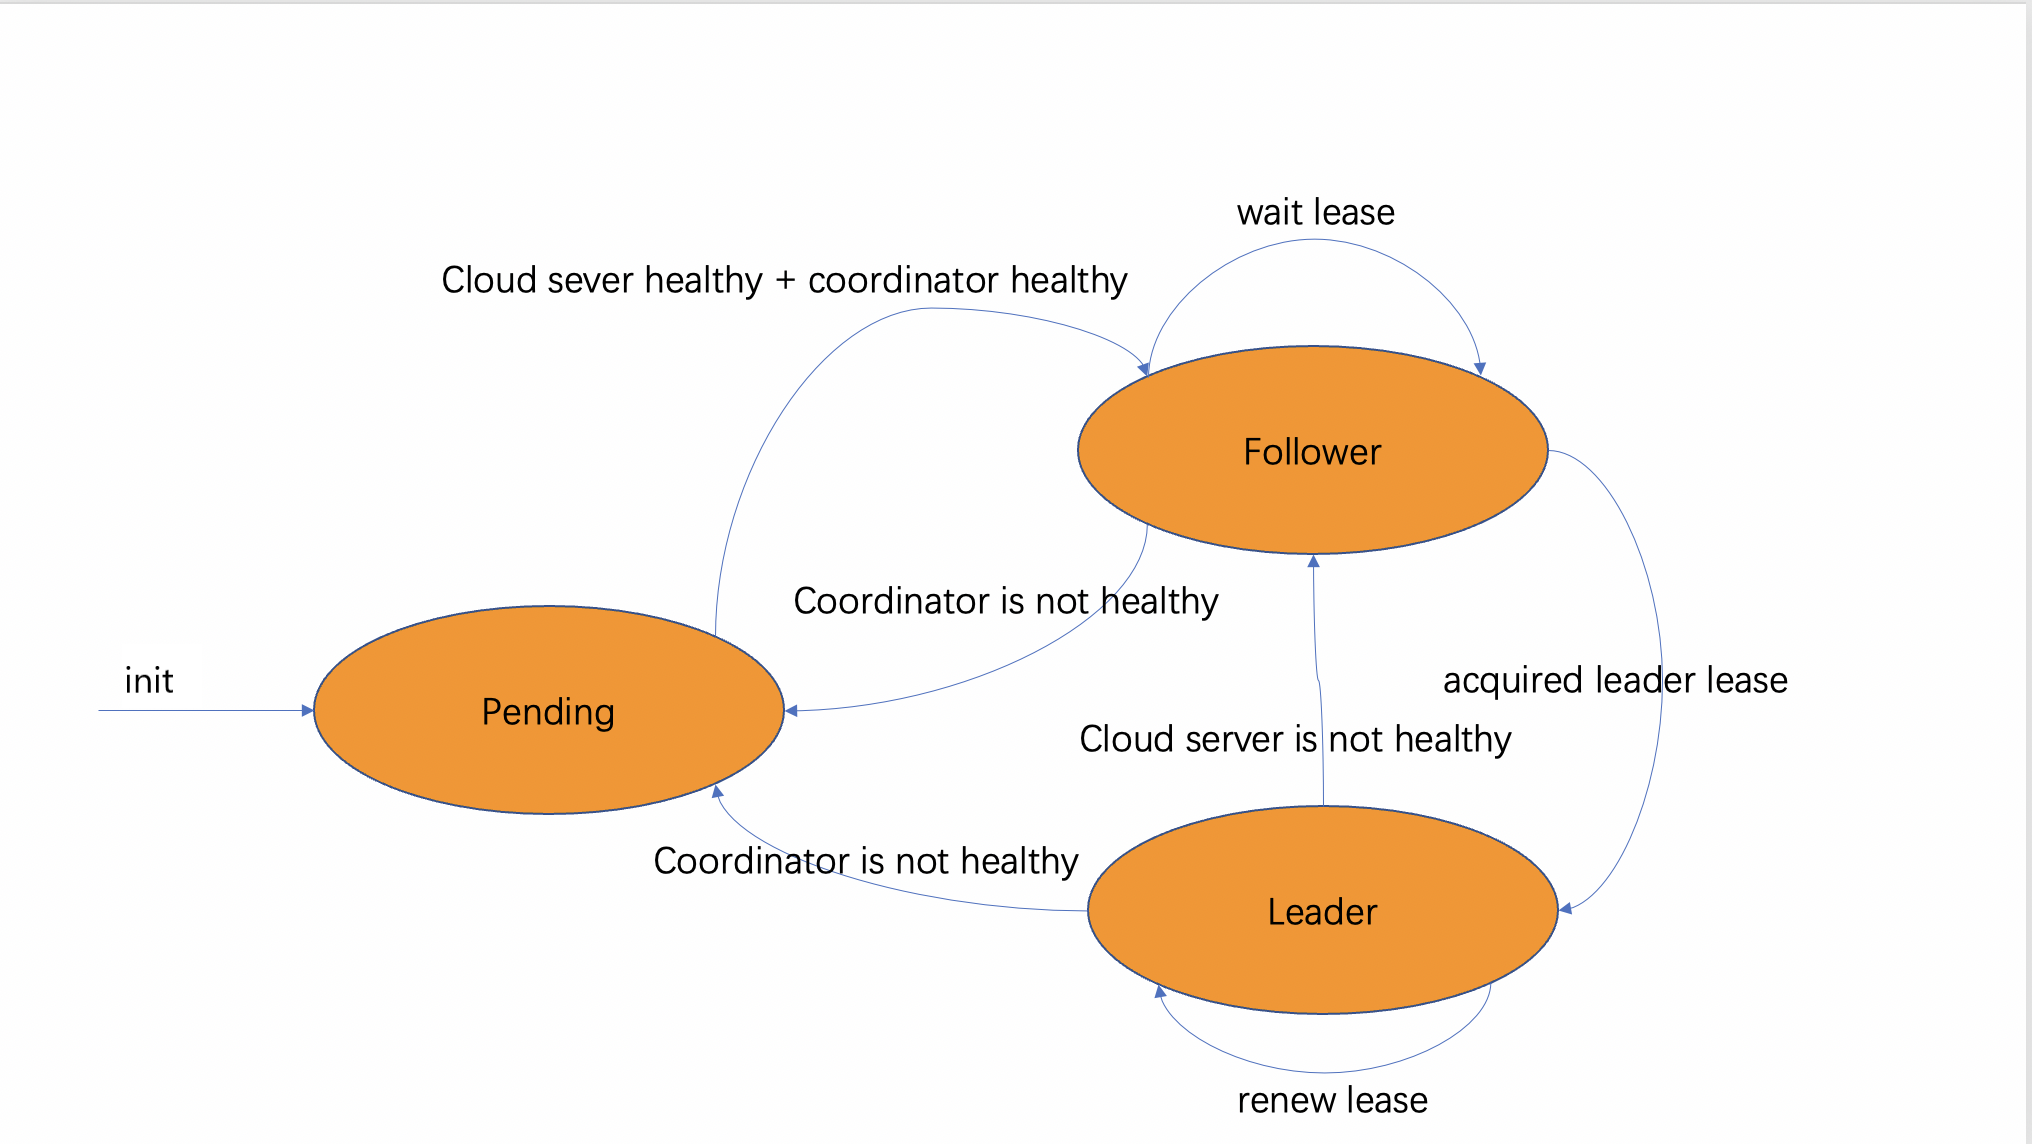 wait lease
Cloud sever healthy + coordinator healthy
Follower
Coordinator is not healthy
init
acquired leader lease
Pending
Cloud server is not healthy
Coordinator is not healthy
Leader
renew lease